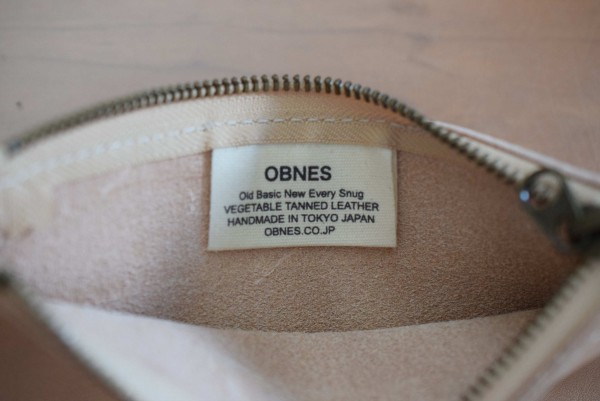 OBNES
Old Basic New Every Snug
VEGETABLE TANNED LEATHER
HANDMADE IN TOKYO JAPAN
OBNES.CO.JP